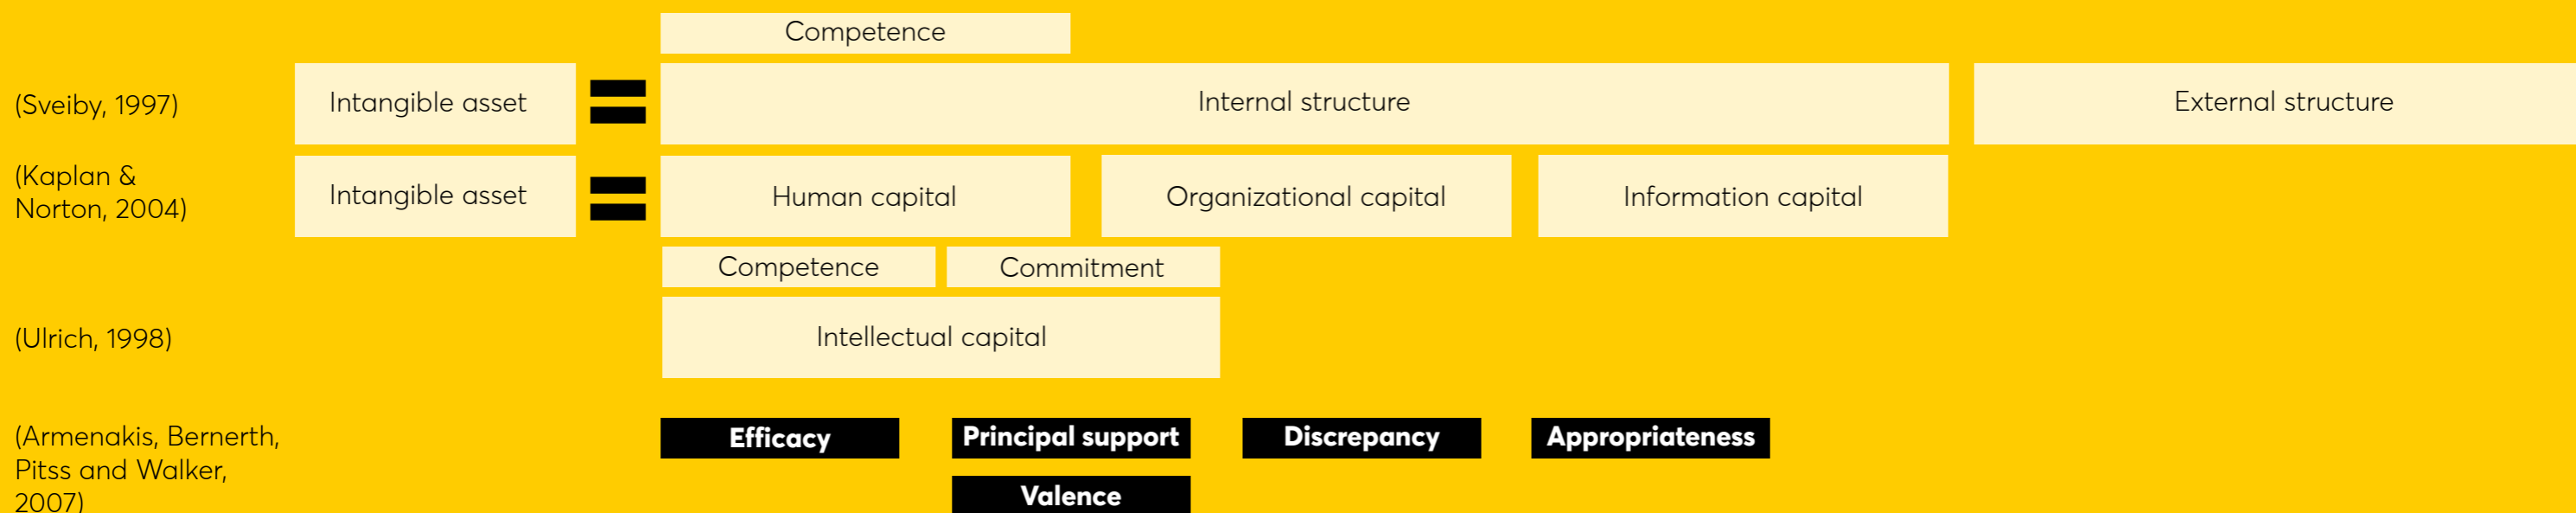 Competence
(Sveiby, 1997)
Intangible asset
Internal structure
External structure
(Kaplan &
Norton, 2004)
Intangible asset
Human capital
Organizational capital
Information capital
Competence
Commitment
(Ulrich, 1998)
Intellectual capital
(Armenakis, Bernerth,
Pitss and Walker,
2007)
Efficacy
Principal support
Discrepancy
Appropriateness
Valence